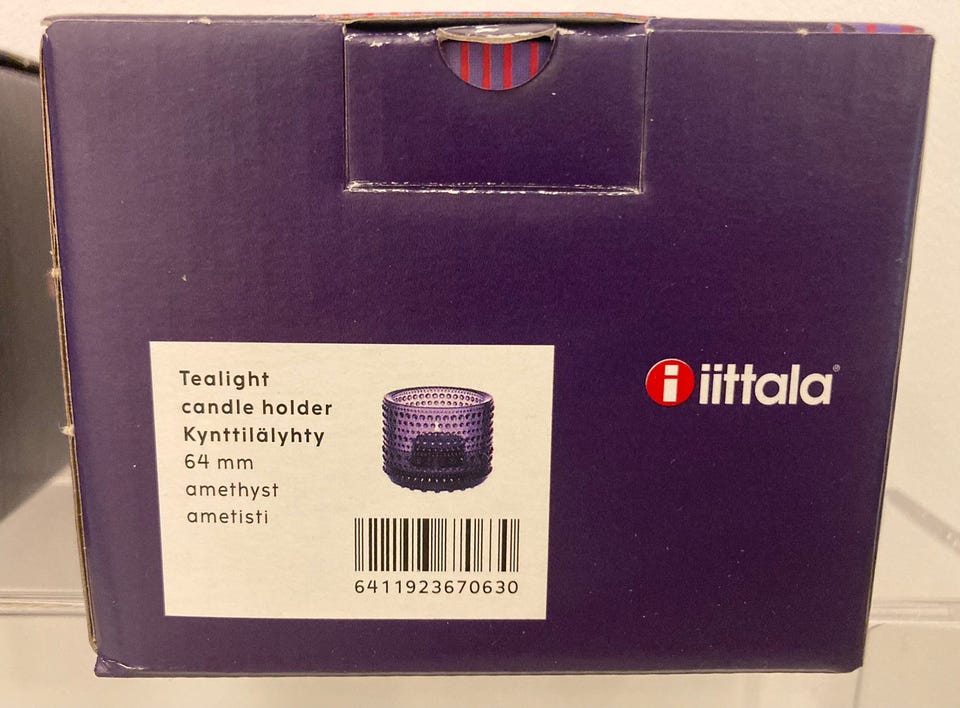 Tealight
candle holder
Kynttilälyhty
64 mm
amethyst
ametisti
6411923670630
i iittala®